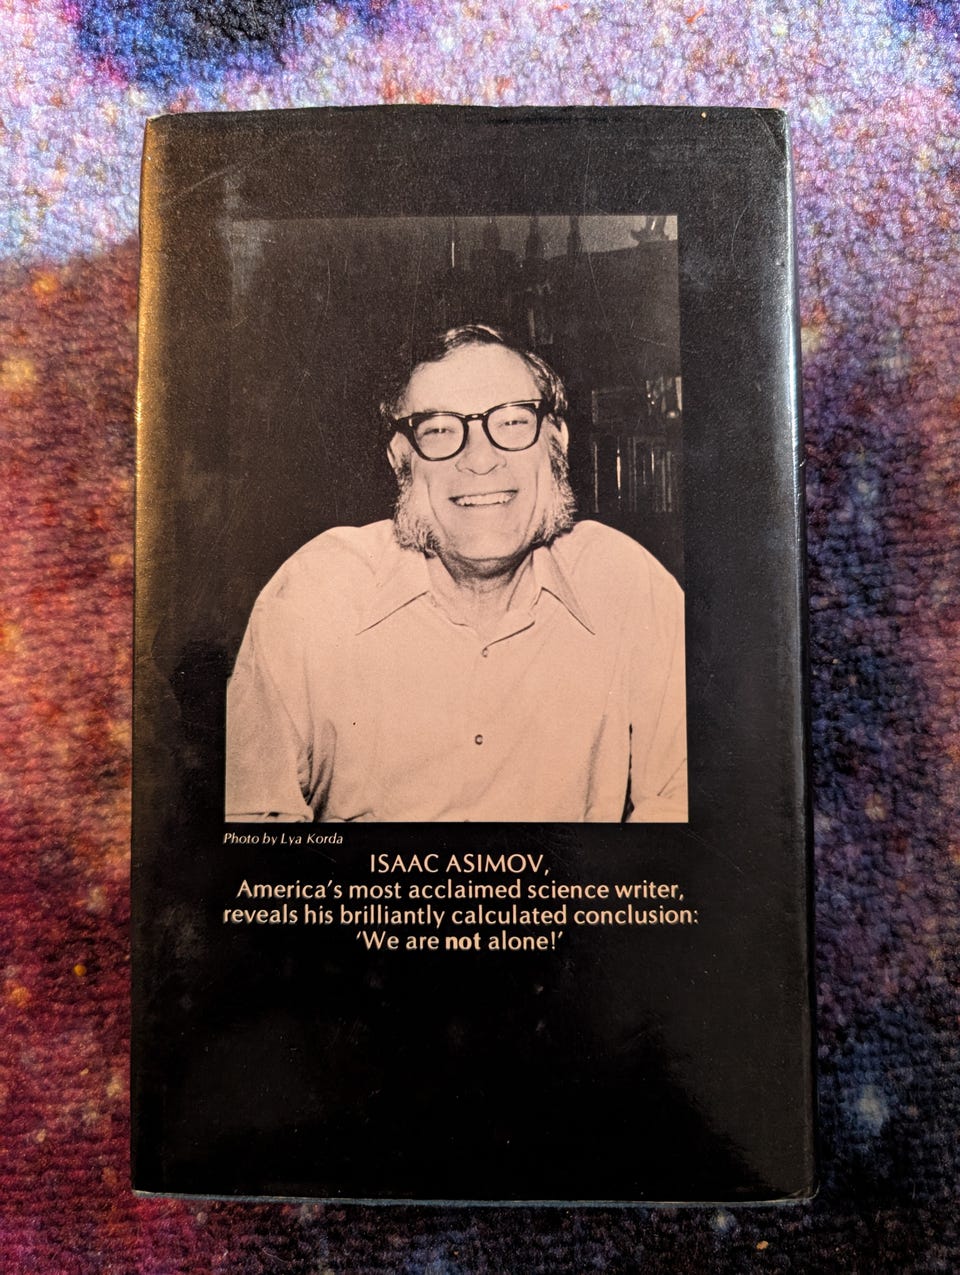 Photo by Lya Korda
ISAAC ASIMOV,
America's most acclaimed science writer,
reveals his brilliantly calculated conclusion:
'We are not alone!'